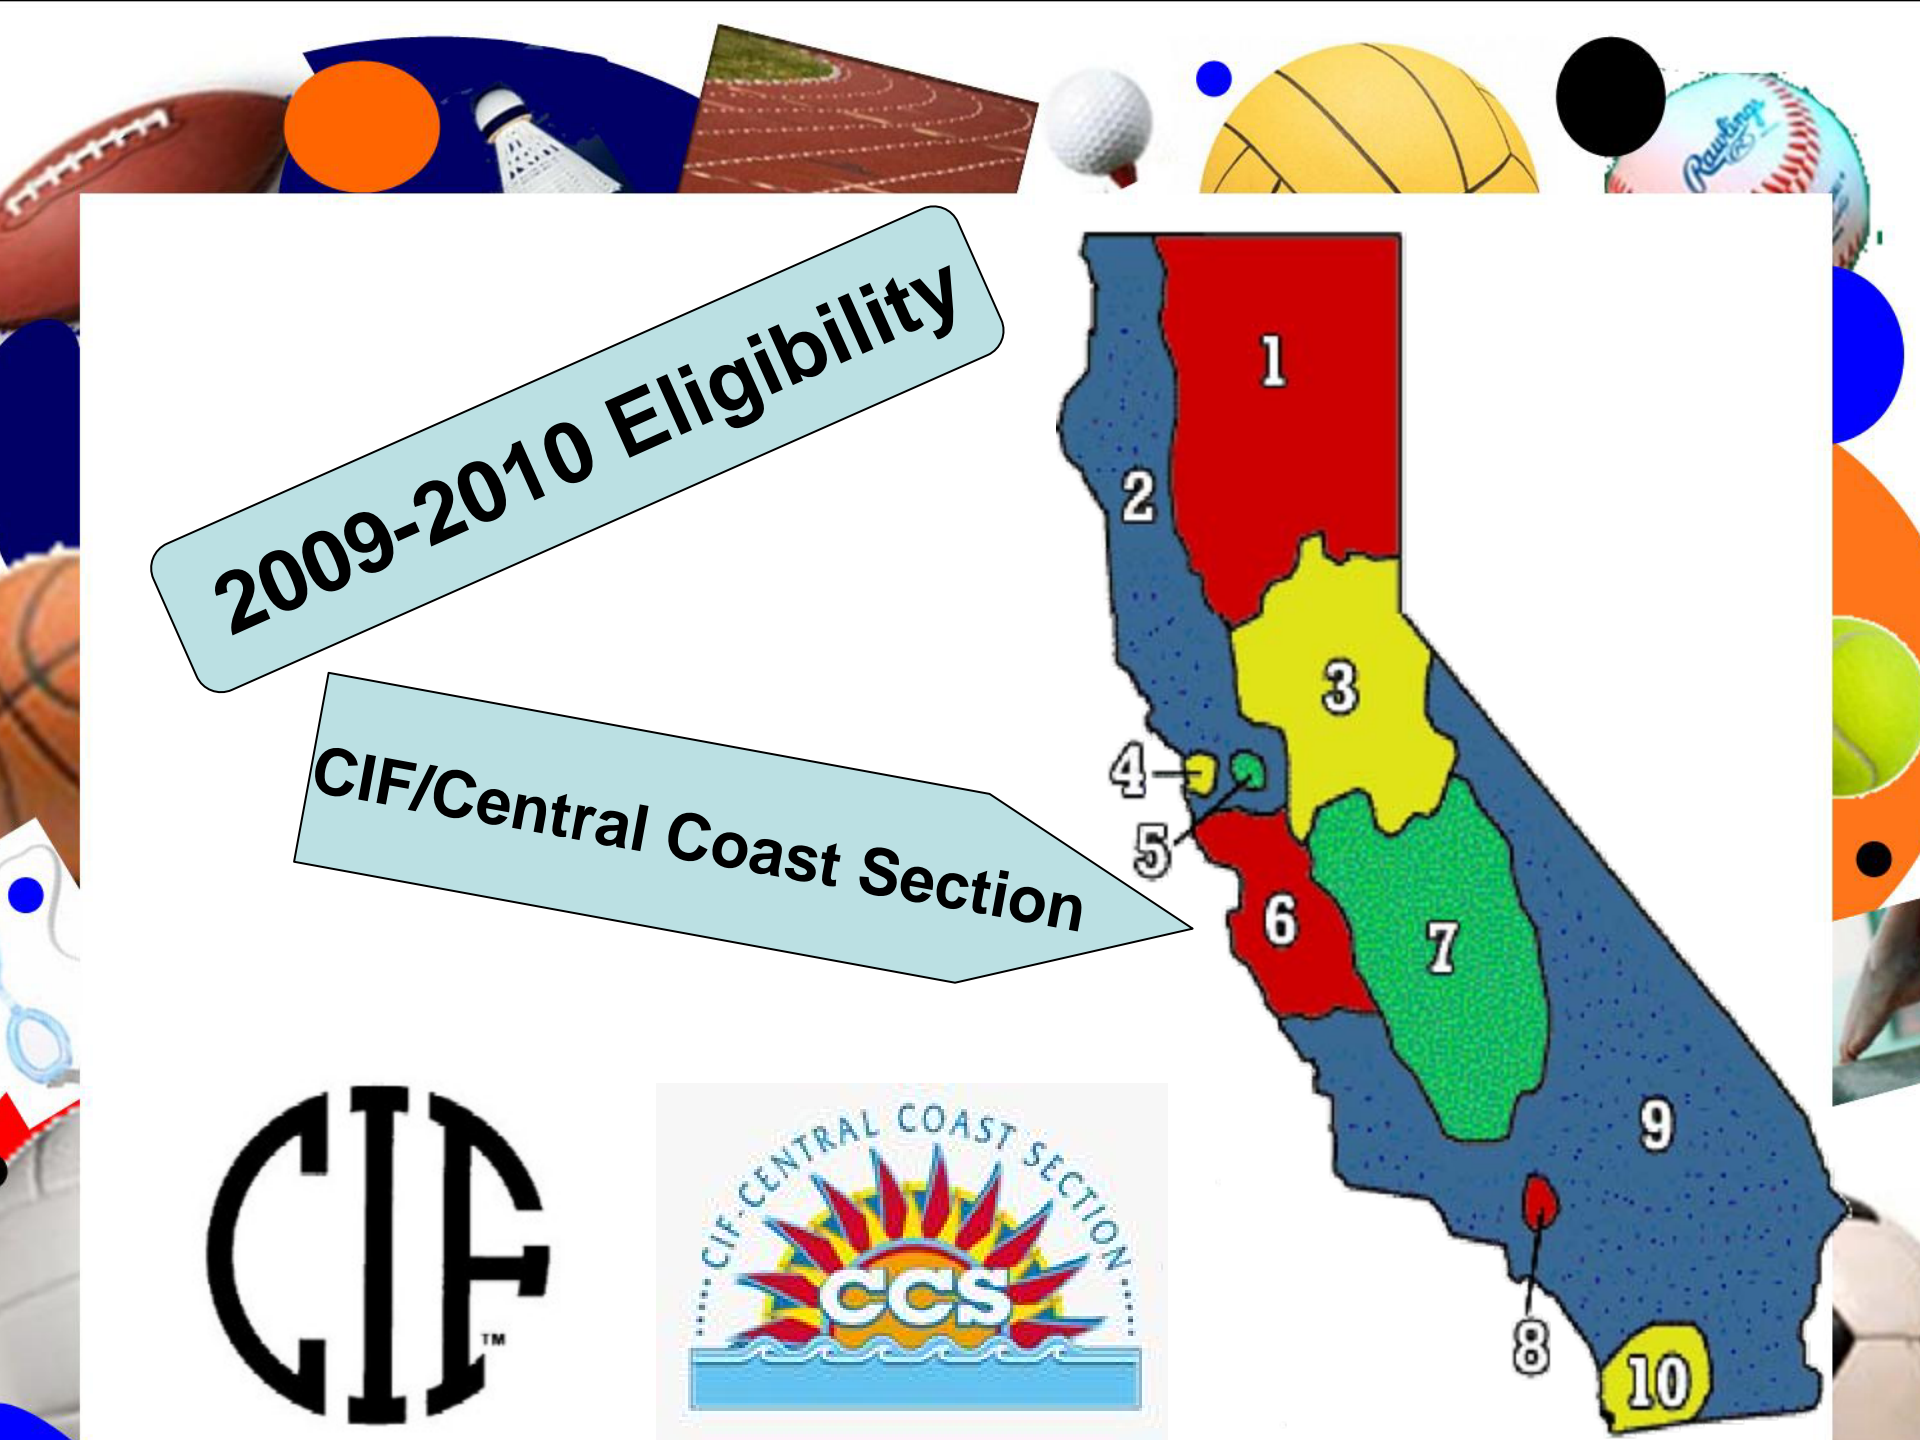 Rawlings
2009-2010 Eligibility
CIF/Central Coast Section
1
2
3
4
5
6
7
8
9
10
CIF
™
CIF-CENTRAL COAST SECTION
CCS